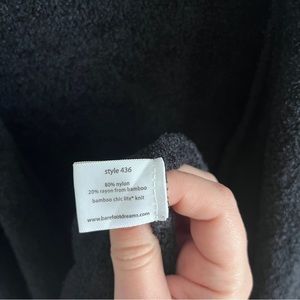 style 436
80% nylon
20% rayon from bamboo
bamboo chic lite® knit
www.barefootdreams.com